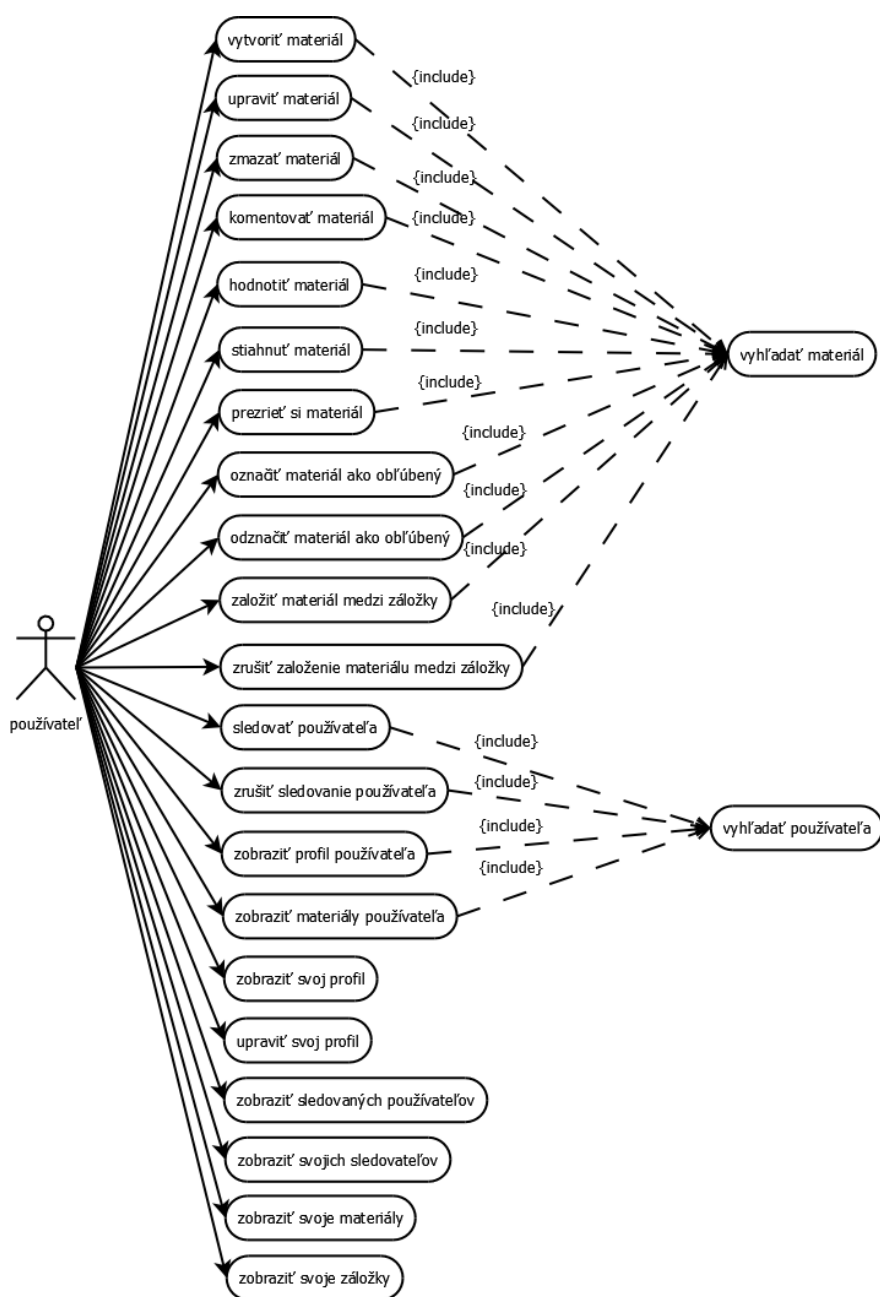 vytvoriť materiál
{include}
upraviť materiál
{include}
zmazať materiál
{include}
komentovať materiál
{include}
hodnotiť materiál
{include}
stiahnuť materiál
{include}
vyhľadať materiál
prezrieť si materiál
{include}
označiť materiál ako obľúbený
{include}
odznačiť materiál ako obľúbený
{include}
založiť materiál medzi záložky
{include}
zrušiť založenie materiálu medzi záložky
{include}
používateľ
sledovať používateľa
{include}
zrušiť sledovanie používateľa
{include}
vyhľadať používateľa
zobraziť profil používateľa
{include}
zobraziť materiály používateľa
{include}
zobraziť svoj profil
upraviť svoj profil
zobraziť sledovaných používateľov
zobraziť svojich sledovateľov
zobraziť svoje materiály
zobraziť svoje záložky